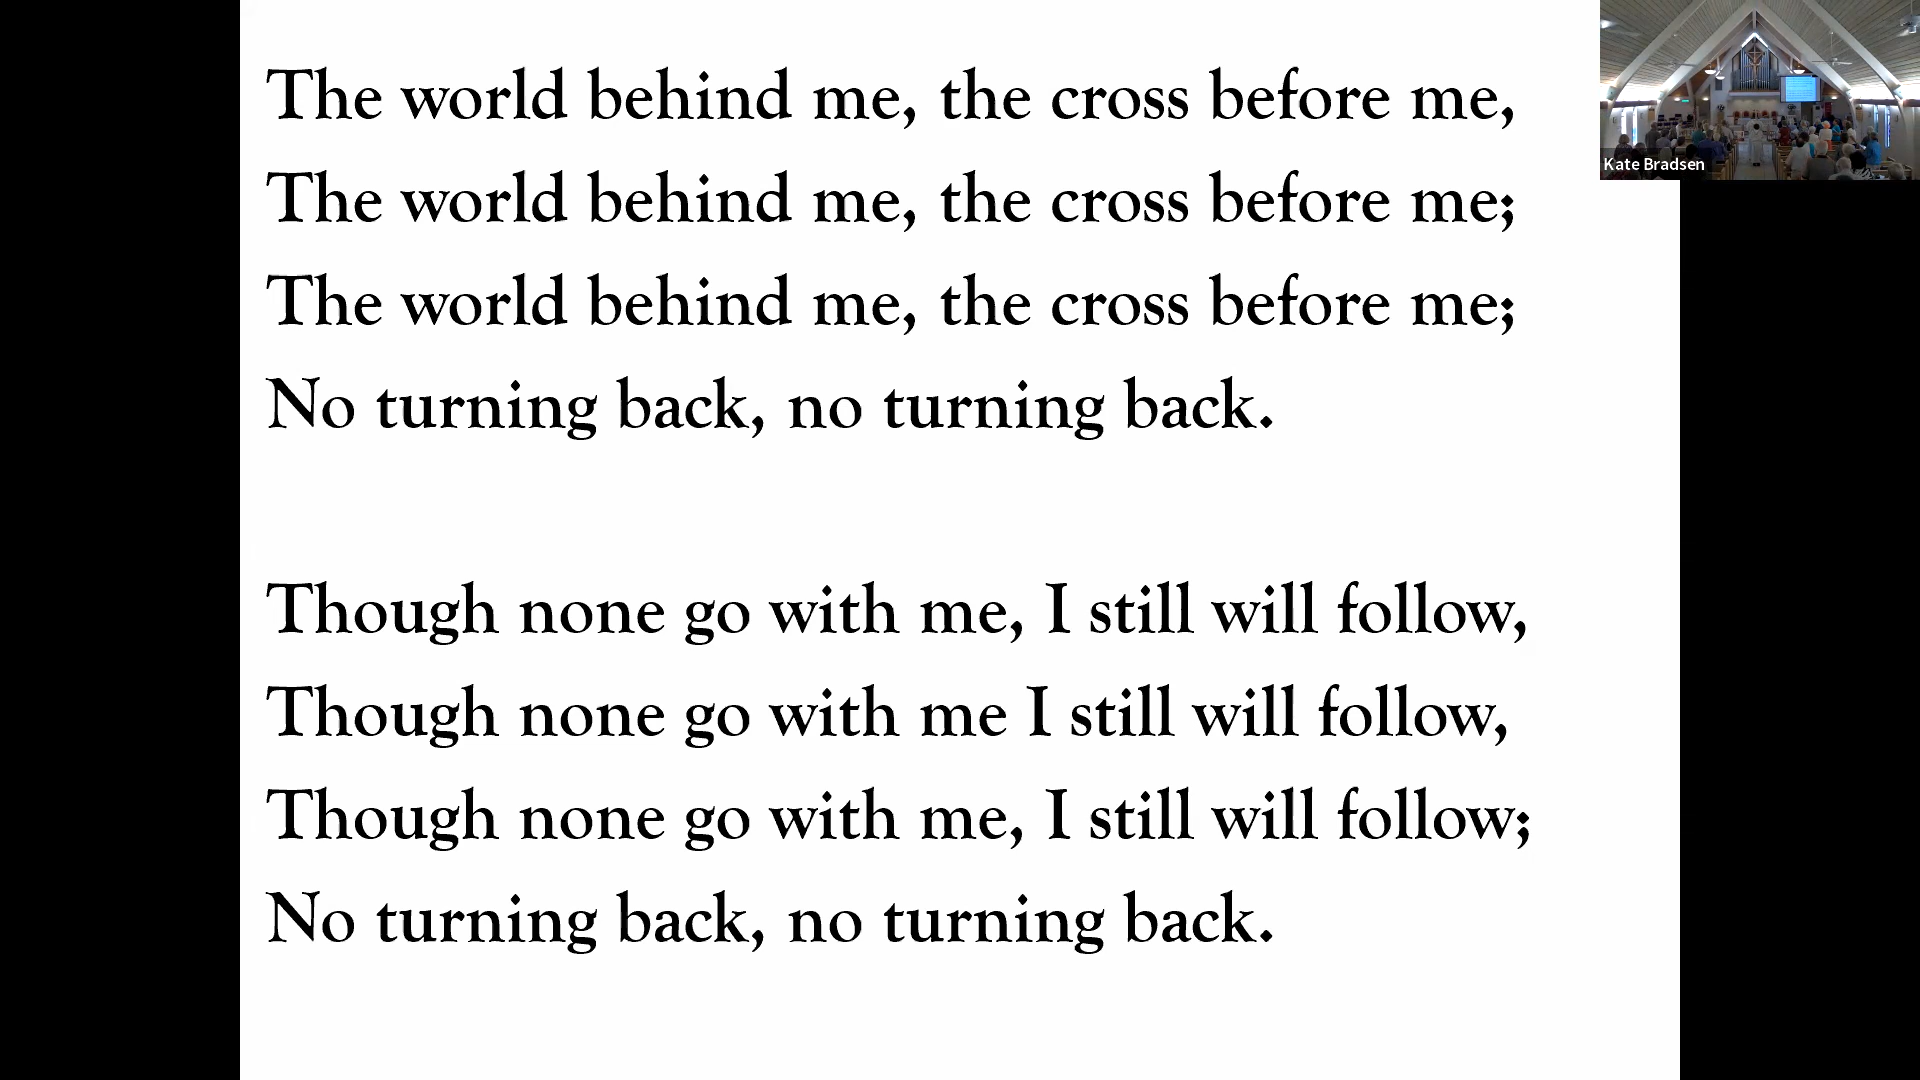 The world behind me, the cross before me,
The world behind me, the cross before me;
The world behind me, the cross before me;
No turning back, no turning back.
Though none go with me, I still will follow,
Though none go with me I still will follow,
Though none go with me, I still will follow;
No turning back, no turning back.
Kate Bradsen